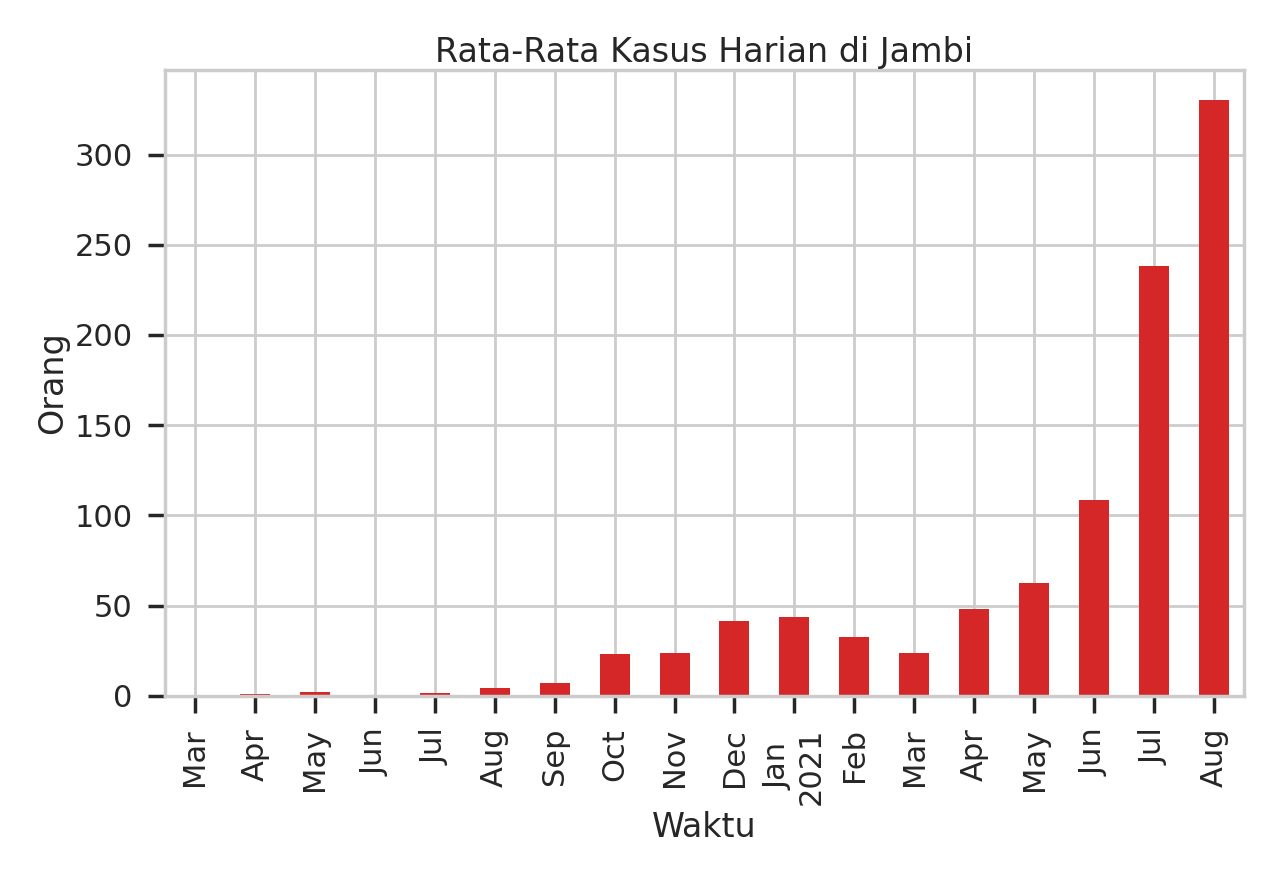 Rata-Rata Kasus Harian di Jambi
300
250
200
150
100
50
0
Orang
Mar
Apr
May
Jun
Jul
Aug
Sep
Oct
Nov
Dec
Jan
2021
Feb
Mar
Apr
May
Jun
Jul
Aug
Waktu